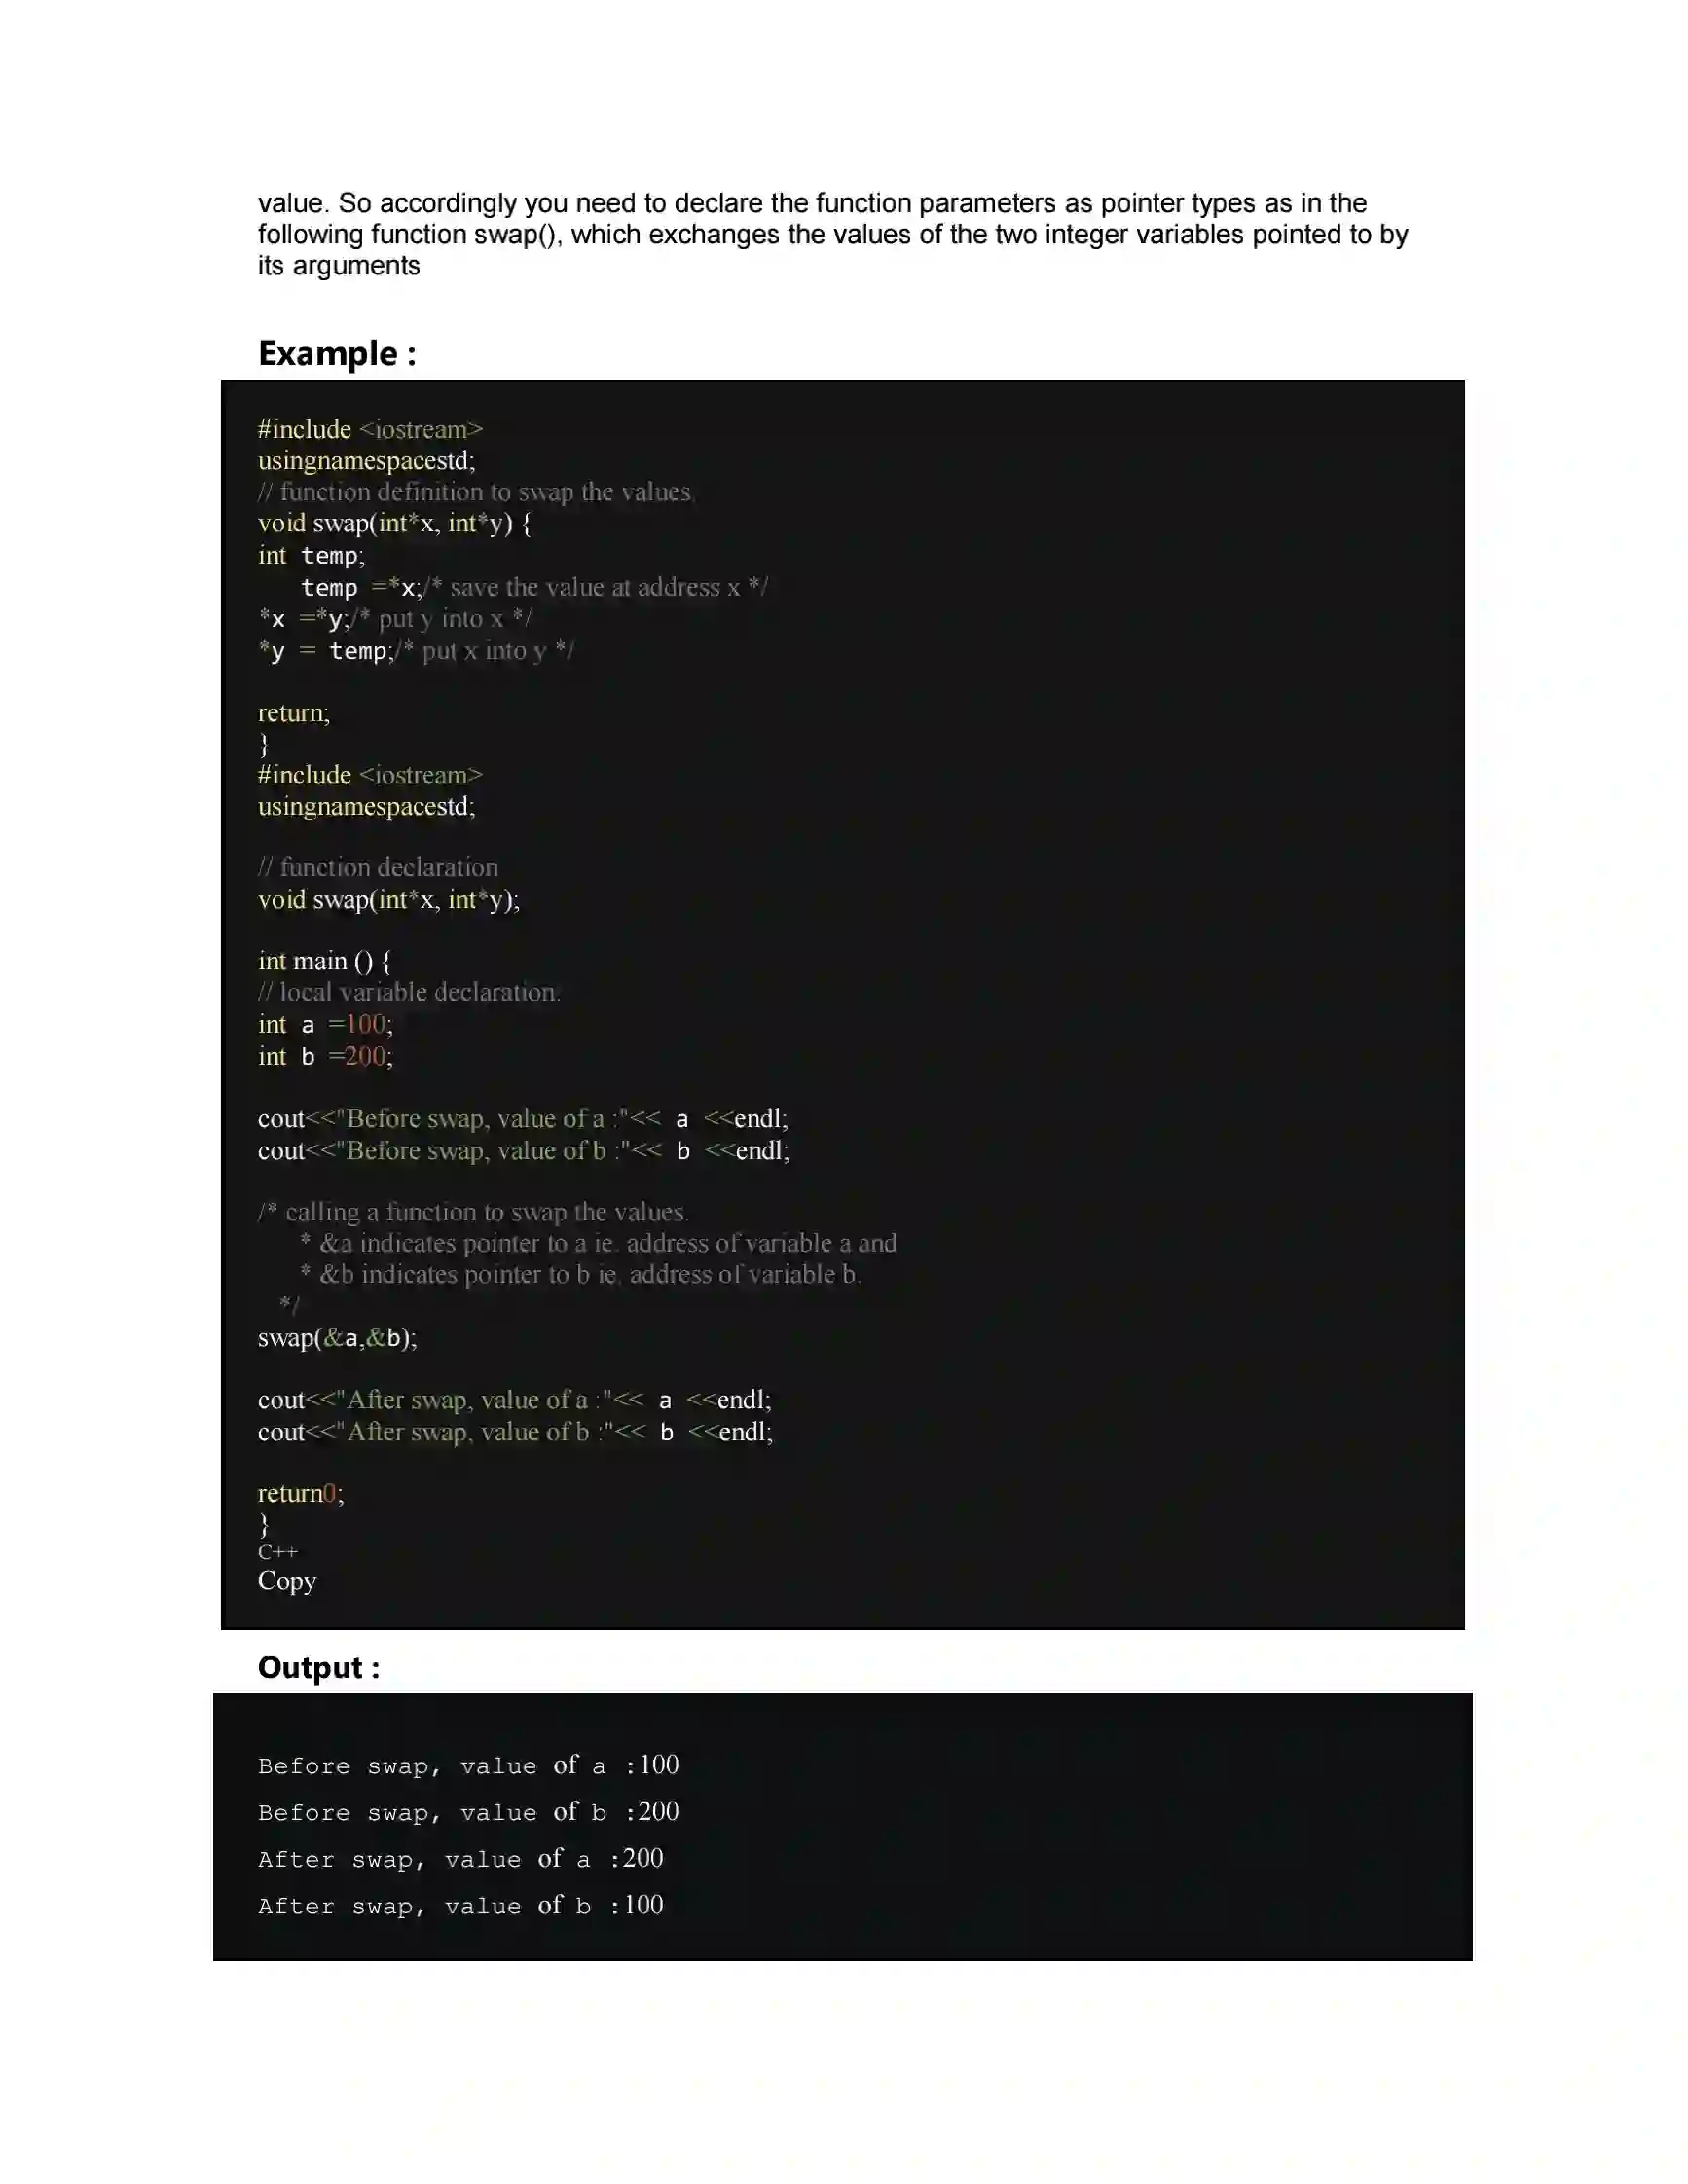 value. So accordingly you need to declare the function parameters as pointer types as in the
following function swap(), which exchanges the values of the two integer variables pointed to by
its arguments
Example :
#include <iostream>
usingnamespacestd;
// function definition to swap the values.
void swap(int*x, int*y) {
int temp;
temp =*x;/* save the value at address x */
*x =*y;/* put y into x */
*y = temp;/* put x into y */
return;
}
#include <iostream>
usingnamespacestd;
// function declaration
void swap(int*x, int*y);
int main () {
// local variable declaration:
int a =100;
int b =200;
cout<<"Before swap, value of a :"<< a <<endl;
cout<<"Before swap, value of b :"<< b <<endl;
/* calling a function to swap the values.
* &a indicates pointer to a ie. address of variable a and
* &b indicates pointer to b ie. address of variable b.
*/
swap(&a,&b);
cout<<"After swap, value of a :"<< a <<endl;
cout<<"After swap, value of b :"<< b <<endl;
return0;
}
C++
Copy
Output :
Before swap, value of a :100
Before swap, value of b :200
After swap, value of a :200
After swap, value of b :100